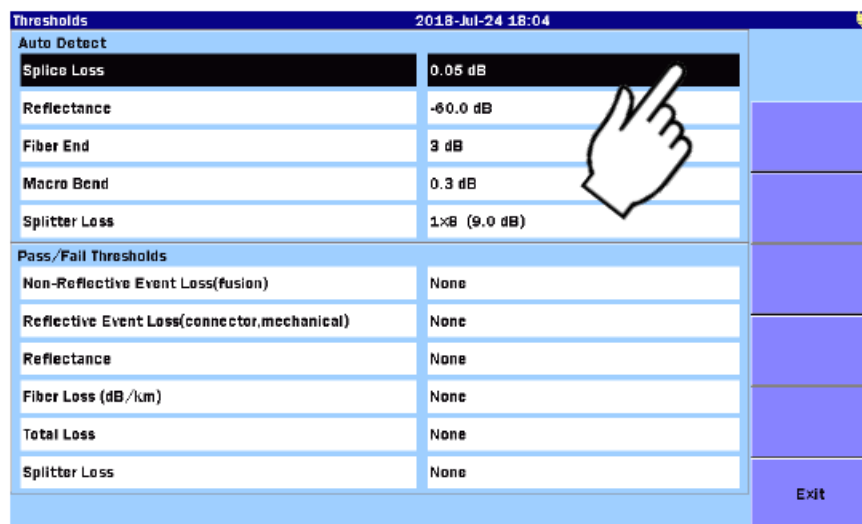 Thresholds 2018-Jul-24 18:04
Auto Detect
Splice Loss 0.05 dB
Reflectance -60.0 dB
Fiber End 3 dB
Macro Bend 0.3 dB
Splitter Loss 1×8 (9.0 dB)
Pass/Fail Thresholds
Non-Reflective Event Loss(fusion) None
Reflective Event Loss(connector,mechanical) None
Reflectance None
Fiber Loss (dB/km) None
Total Loss None
Splitter Loss None
Exit